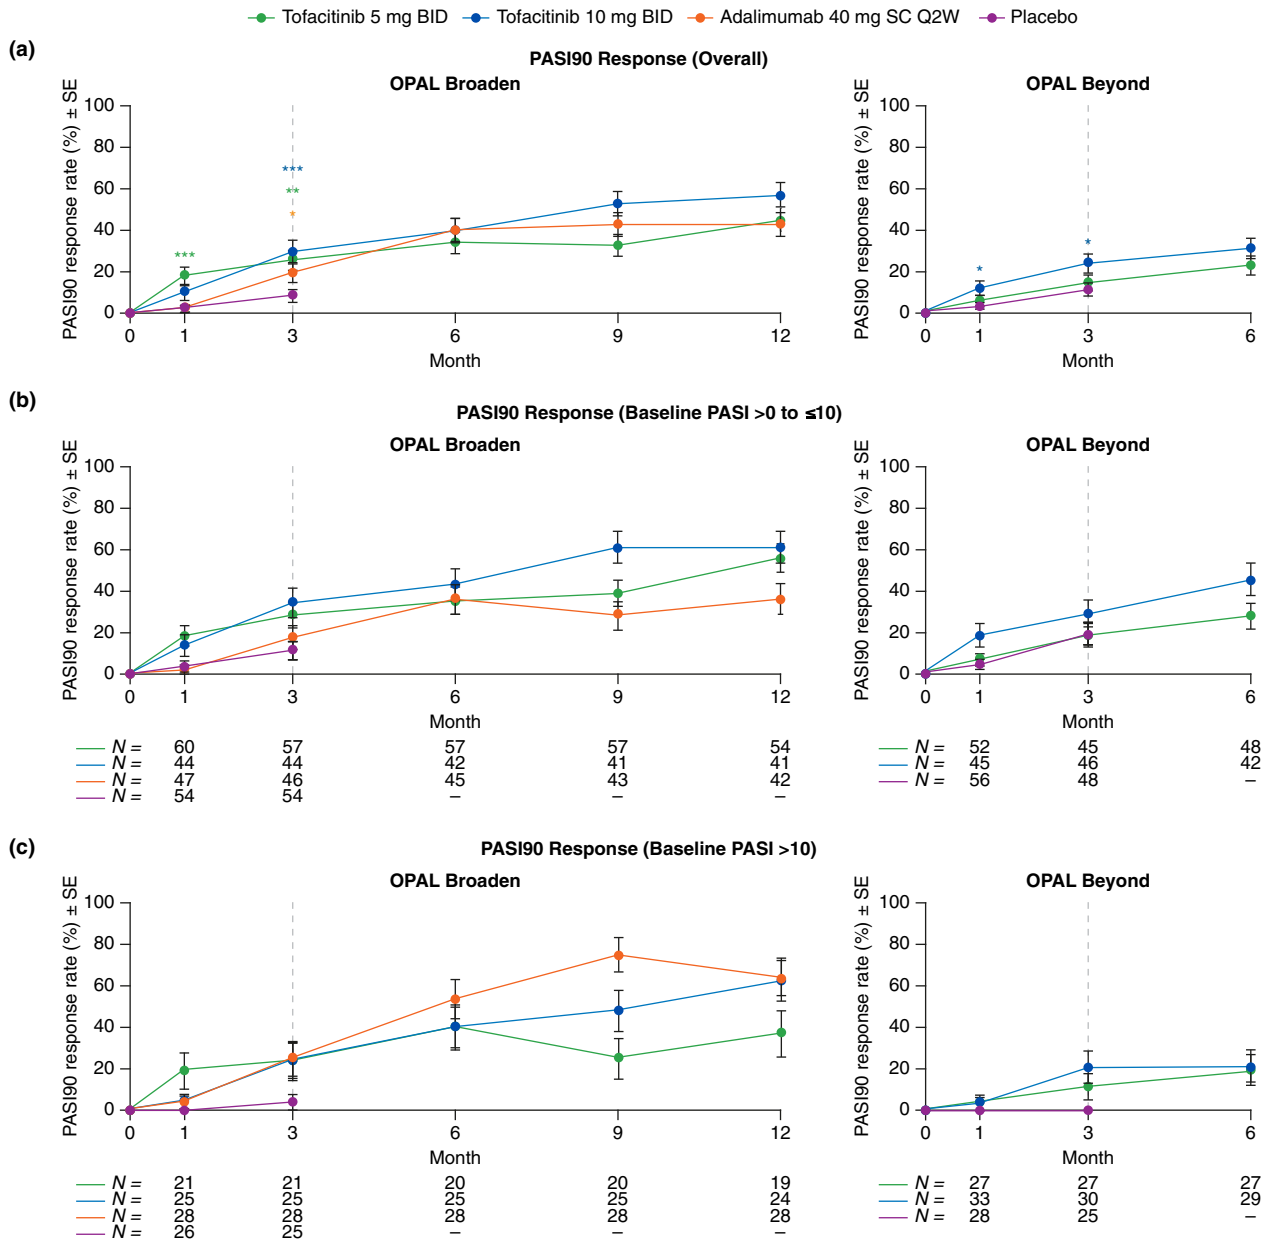 Tofacitinib 5 mg BID Tofacitinib 10 mg BID Adalimumab 40 mg SC Q2W Placebo
(a)
PASI90 Response (Overall)
OPAL Broaden
PASI90 response rate (%) ± SE
100
80
60
40
20
0
***
***
**
*
0 1 3 6 9 12
Month
OPAL Beyond
PASI90 response rate (%) ± SE
100
80
60
40
20
0
*
*
0 1 3 6
Month
(b)
PASI90 Response (Baseline PASI >0 to ≤10)
OPAL Broaden
PASI90 response rate (%) ± SE
100
80
60
40
20
0
0 1 3 6 9 12
Month
N = 60 57 57 57 54
N = 44 44 42 41 41
N = 47 46 45 43 42
N = 54 54 – – –
OPAL Beyond
PASI90 response rate (%) ± SE
100
80
60
40
20
0
0 1 3 6
Month
N = 52 45 48
N = 45 46 42
N = 56 48 –
(c)
PASI90 Response (Baseline PASI >10)
OPAL Broaden
PASI90 response rate (%) ± SE
100
80
60
40
20
0
0 1 3 6 9 12
Month
N = 21 21 20 20 19
N = 25 25 25 25 24
N = 28 28 28 28 28
N = 26 25 – – –
OPAL Beyond
PASI90 response rate (%) ± SE
100
80
60
40
20
0
0 1 3 6
Month
N = 27 27 27
N = 33 30 29
N = 28 25 –